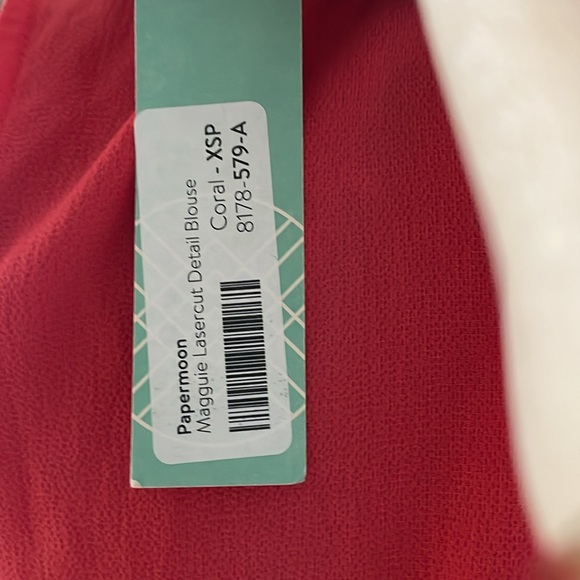 Papermoon
Magguie Lasercut Detail Blouse
Coral - XSP
8178-579-A